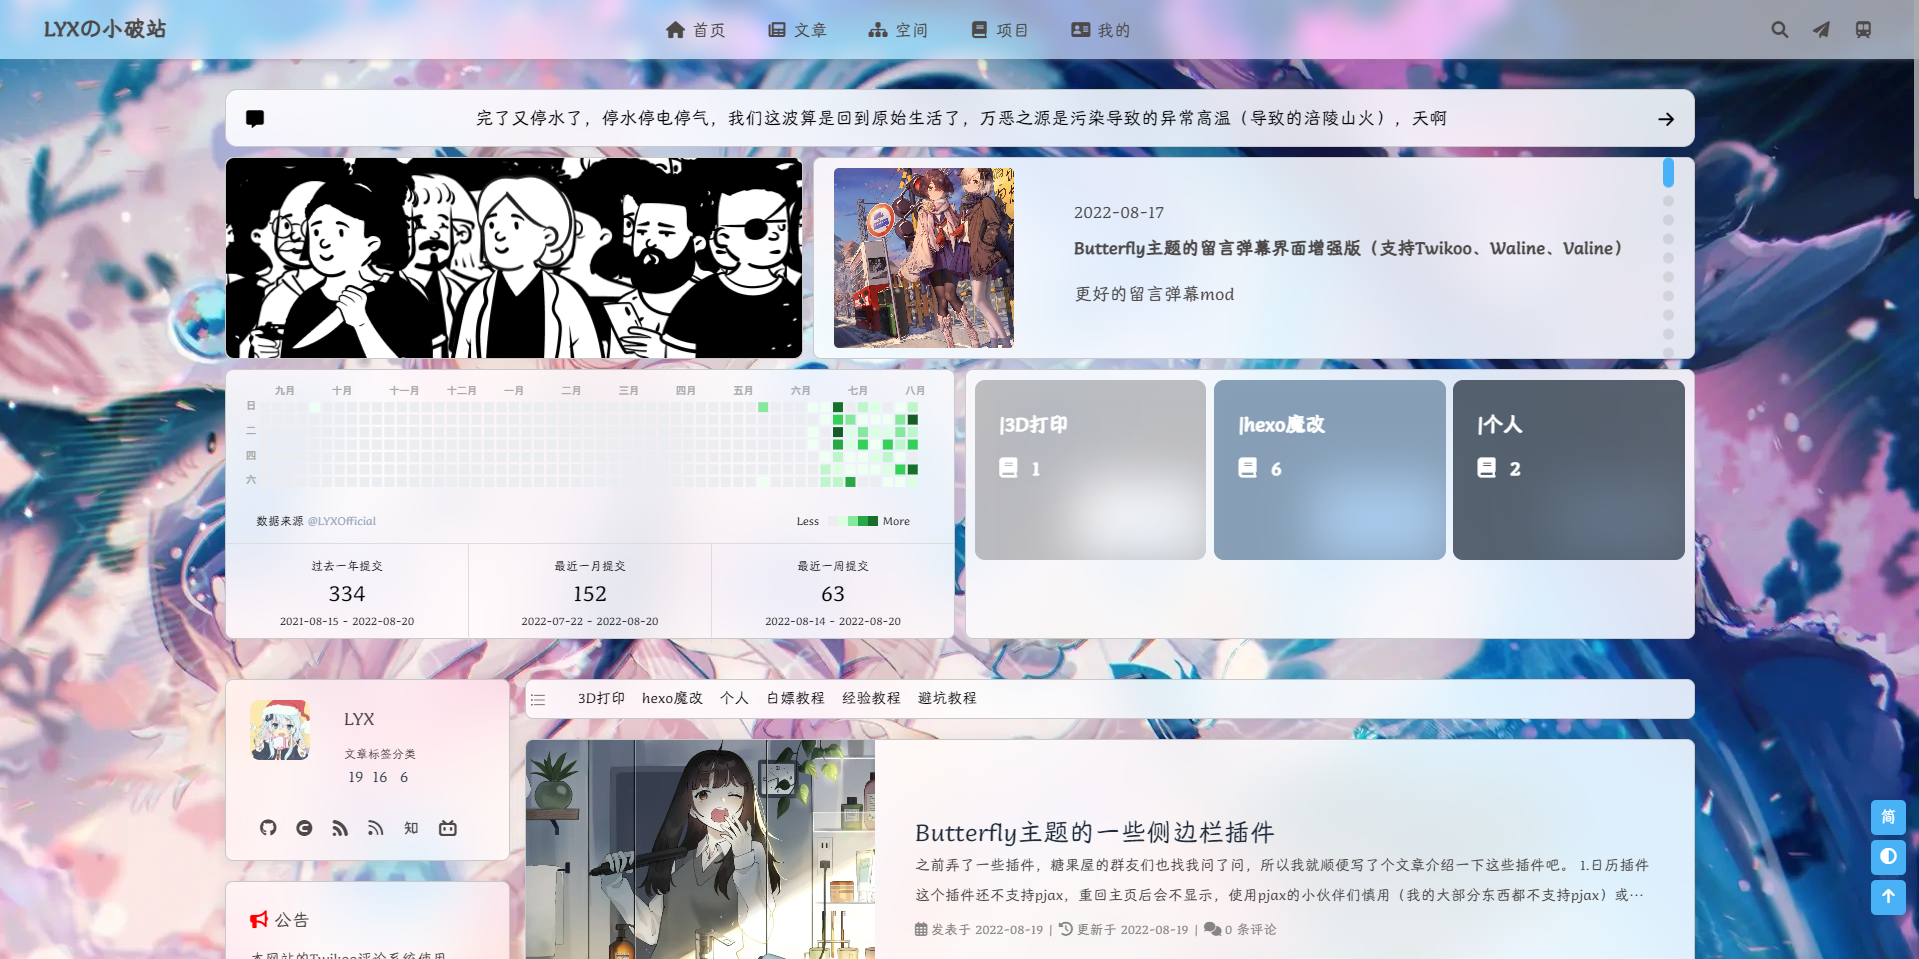 LYXの小破站
首页 文章 空间 项目 我的
完了又停水了，停水停电停气，我们这波算是回到原始生活了，万恶之源是污染导致的异常高温（导致的涪陵山火），天啊
2022-08-17
Butterfly主题的留言弹幕界面增强版（支持Twikoo、Waline、Valine）
更好的留言弹幕mod
九月 十月 十一月 十二月 一月 二月 三月 四月 五月 六月 七月 八月
日
二
四
六
数据来源 @LYXOfficial
Less More
过去一年提交
334
2021-08-15 - 2022-08-20
最近一月提交
152
2022-07-22 - 2022-08-20
最近一周提交
63
2022-08-14 - 2022-08-20
|3D打印
1
|hexo魔改
6
|个人
2
LYX
文章标签分类
19 16 6
知
公告
本网站的Twikoo评论系统使用
3D打印 hexo魔改 个人 白嫖教程 经验教程 避坑教程
Butterfly主题的一些侧边栏插件
之前弄了一些插件，糖果屋的群友们也找我问了问，所以我就顺便写了个文章介绍一下这些插件吧。 1.日历插件
这个插件还不支持pjax，重回主页后会不显示，使用pjax的小伙伴们慎用（我的大部分东西都不支持pjax）或…
发表于 2022-08-19 | 更新于 2022-08-19 | 0 条评论
简